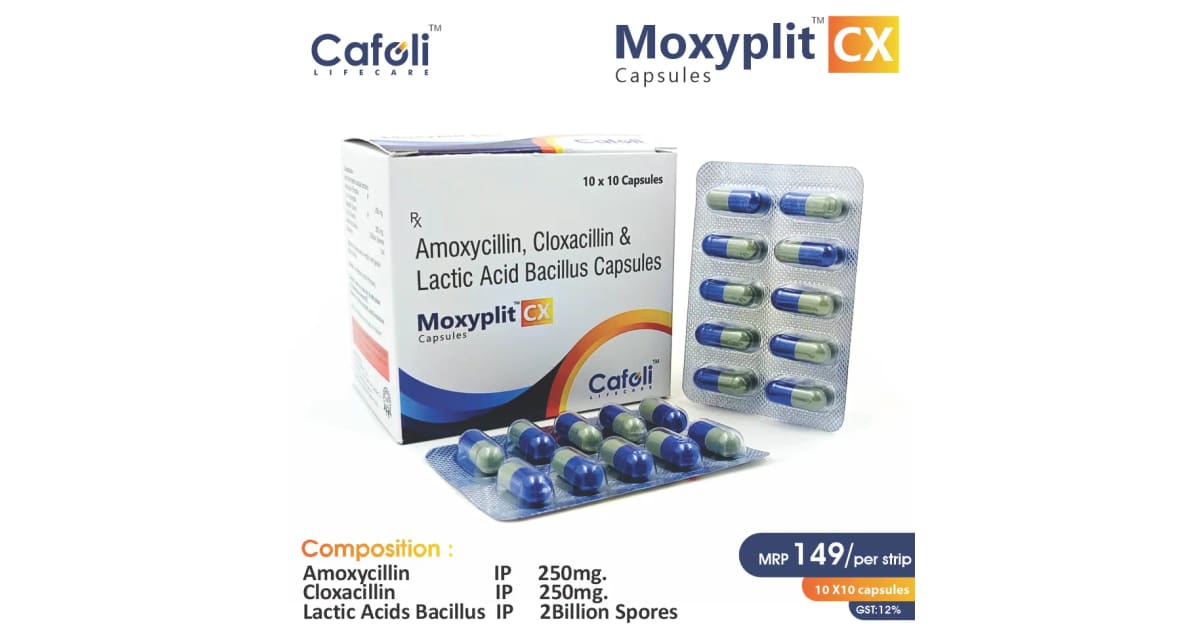 Cafoli™
LIFECARE
Moxyplit™ CX
Capsules
Cafoli
10 x 10 Capsules
Rx
Amoxycillin, Cloxacillin &
Lactic Acid Bacillus Capsules
Moxyplit™ CX
Capsules
Cafoli™
LIFECARE
Composition :
Amoxycillin IP 250mg.
Cloxacillin IP 250mg.
Lactic Acids Bacillus IP 2Billion Spores
MRP 149/per strip
10 X10 capsules
GST:12%